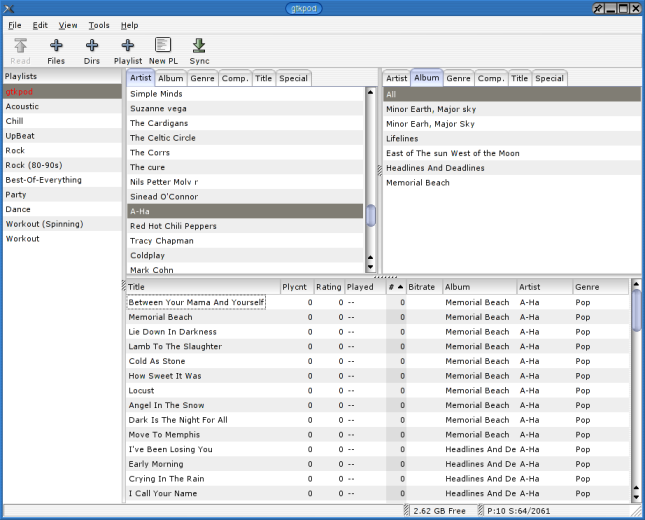 gtkpod
File Edit View Tools Help
Read Files Dirs Playlist New PL Sync
Playlists
gtkpod
Acoustic
Chill
UpBeat
Rock
Rock (80-90s)
Best-Of-Everything
Party
Dance
Workout (Spinning)
Workout
Artist Album Genre Comp. Title Special
Simple Minds
Suzanne vega
The Cardigans
The Celtic Circle
The Corrs
The cure
Nils Petter Molv r
Sinead O'Connor
A-Ha
Red Hot Chili Peppers
Tracy Chapman
Coldplay
Mark Cohn
Artist Album Genre Comp. Title Special
All
Minor Earth, Major sky
Minor Earh, Major Sky
Lifelines
East of The sun West of the Moon
Headlines And Deadlines
Memorial Beach
Title Plycnt Rating Played # Bitrate Album Artist Genre
Between Your Mama And Yourself 0 0 -- 0 Memorial Beach A-Ha Pop
Memorial Beach 0 0 -- 0 Memorial Beach A-Ha Pop
Lie Down In Darkness 0 0 -- 0 Memorial Beach A-Ha Pop
Lamb To The Slaughter 0 0 -- 0 Memorial Beach A-Ha Pop
Cold As Stone 0 0 -- 0 Memorial Beach A-Ha Pop
How Sweet It Was 0 0 -- 0 Memorial Beach A-Ha Pop
Locust 0 0 -- 0 Memorial Beach A-Ha Pop
Angel In The Snow 0 0 -- 0 Memorial Beach A-Ha Pop
Dark Is The Night For All 0 0 -- 0 Memorial Beach A-Ha Pop
Move To Memphis 0 0 -- 0 Memorial Beach A-Ha Pop
I've Been Losing You 0 0 -- 0 Headlines And De A-Ha Pop
Early Morning 0 0 -- 0 Headlines And De A-Ha Pop
Crying In The Rain 0 0 -- 0 Headlines And De A-Ha Pop
I Call Your Name 0 0 -- 0 Headlines And De A-Ha Pop
2.62 GB Free P:10 S:64/2061